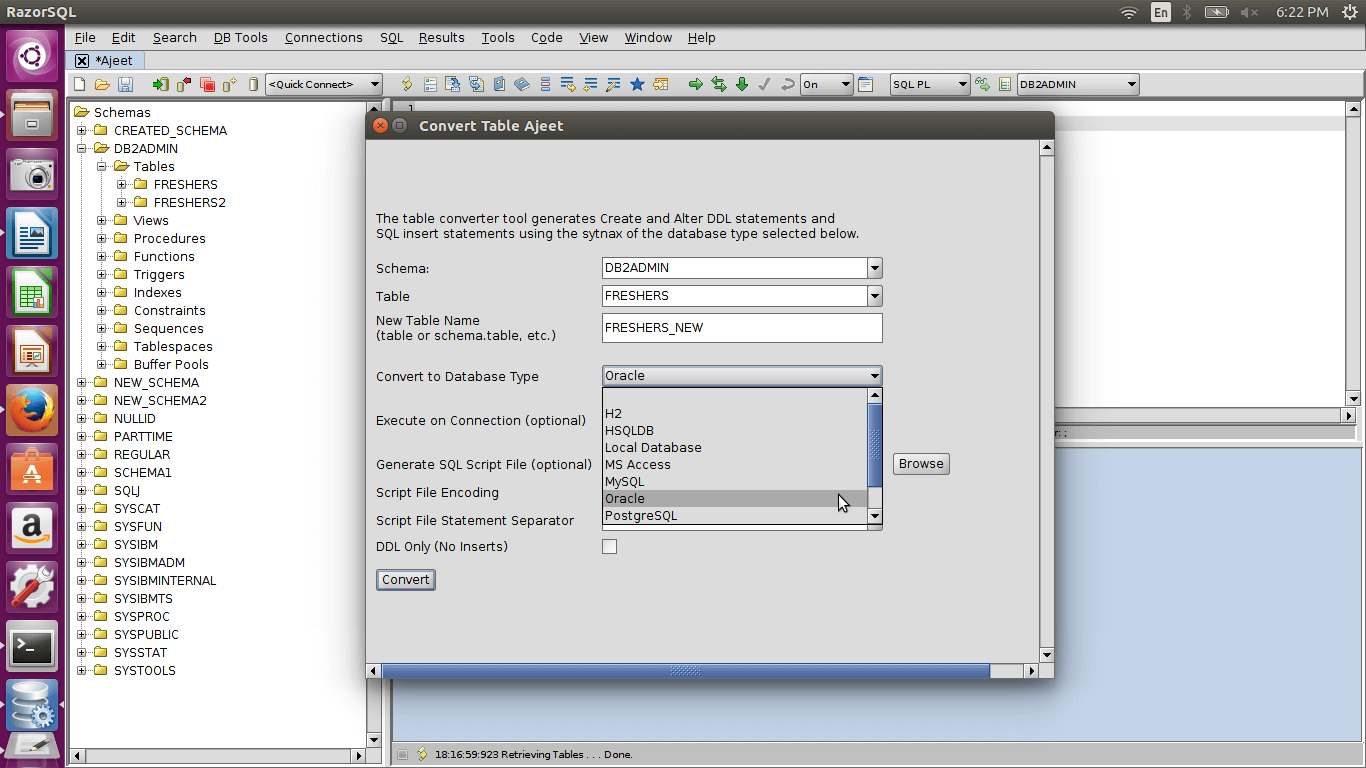 RazorSQL
En
6:22 PM
File Edit Search DB Tools Connections SQL Results Tools Code View Window Help
*Ajeet
<Quick Connect>
On
SQL PL
DB2ADMIN
Schemas
CREATED_SCHEMA
DB2ADMIN
Tables
FRESHERS
FRESHERS2
Views
Procedures
Functions
Triggers
Indexes
Constraints
Sequences
Tablespaces
Buffer Pools
NEW_SCHEMA
NEW_SCHEMA2
NULLID
PARTTIME
REGULAR
SCHEMA1
SQLJ
SYSCAT
SYSFUN
SYSIBM
SYSIBMADM
SYSIBMINTERNAL
SYSIBMTS
SYSPROC
SYSPUBLIC
SYSSTAT
SYSTOOLS
1
Convert Table Ajeet
The table converter tool generates Create and Alter DDL statements and
SQL insert statements using the sytnax of the database type selected below.
Schema:
DB2ADMIN
Table
FRESHERS
New Table Name
(table or schema.table, etc.)
FRESHERS_NEW
Convert to Database Type
Oracle
H2
HSQLDB
Local Database
MS Access
MySQL
Oracle
PostgreSQL
Execute on Connection (optional)
Generate SQL Script File (optional)
Browse
Script File Encoding
Script File Statement Separator
DDL Only (No Inserts)
Convert
18:16:59:923 Retrieving Tables . . . Done.